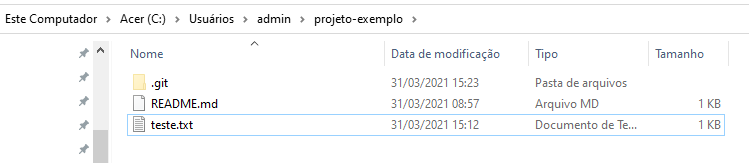 Este Computador > Acer (C:) > Usuários > admin > projeto-exemplo >
Nome Data de modificação Tipo Tamanho
.git 31/03/2021 15:23 Pasta de arquivos
README.md 31/03/2021 08:57 Arquivo MD 1 KB
teste.txt 31/03/2021 15:12 Documento de Te... 1 KB